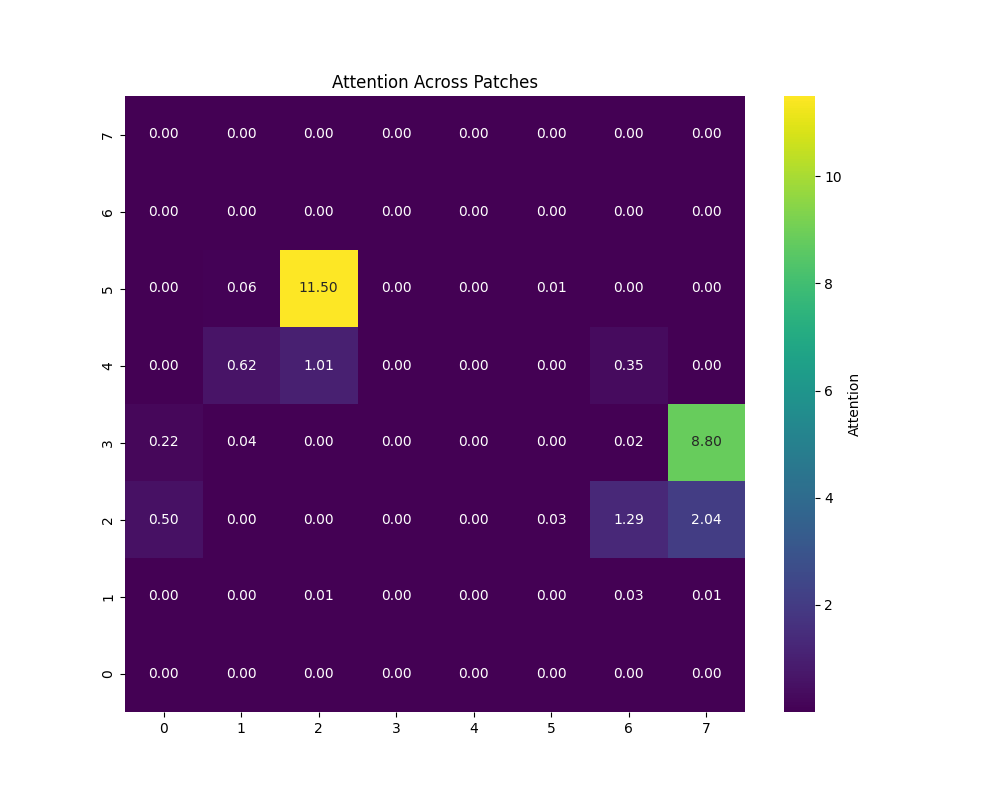 Attention Across Patches
7 0.00 0.00 0.00 0.00 0.00 0.00 0.00 0.00
6 0.00 0.00 0.00 0.00 0.00 0.00 0.00 0.00
5 0.00 0.06 11.50 0.00 0.00 0.01 0.00 0.00
4 0.00 0.62 1.01 0.00 0.00 0.00 0.35 0.00
3 0.22 0.04 0.00 0.00 0.00 0.00 0.02 8.80
2 0.50 0.00 0.00 0.00 0.00 0.03 1.29 2.04
1 0.00 0.00 0.01 0.00 0.00 0.00 0.03 0.01
0 0.00 0.00 0.00 0.00 0.00 0.00 0.00 0.00
0 1 2 3 4 5 6 7
10
8
6
4
2
Attention